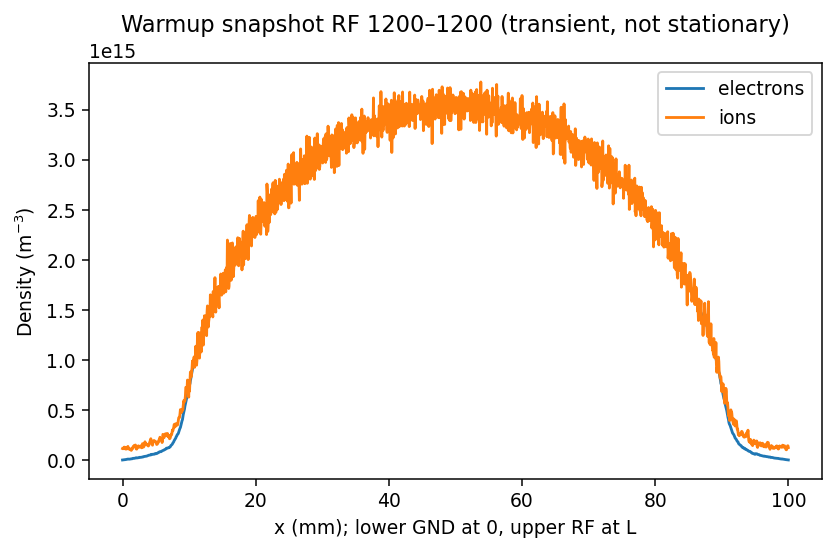 Warmup snapshot RF 1200–1200 (transient, not stationary)
1e15
electrons
ions
3.5
3.0
2.5
2.0
1.5
1.0
0.5
0.0
Density (m⁻³)
0 20 40 60 80 100
x (mm); lower GND at 0, upper RF at L